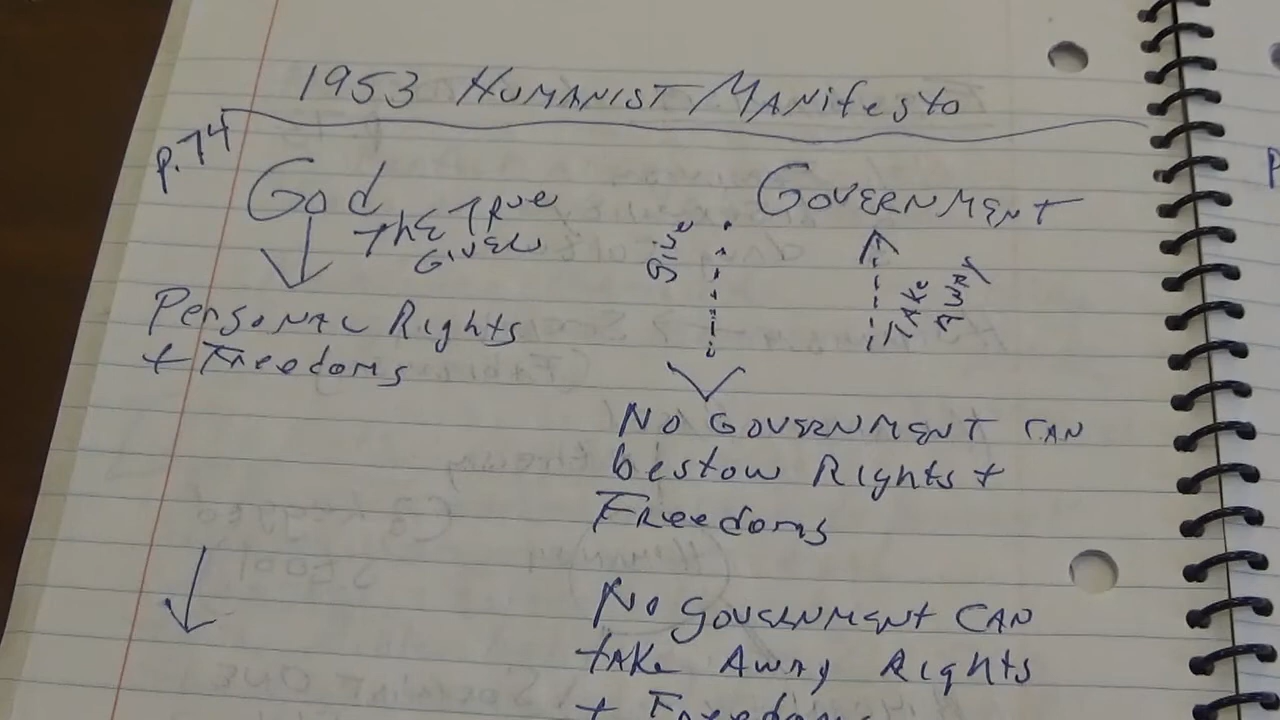 1953 Humanist Manifesto
p.74
God
The True
Giver
Personal Rights
+ Freedoms
Government
give
Take
Away
No Government can
bestow Rights +
Freedoms
No government can
take Away Rights
+ Freedoms